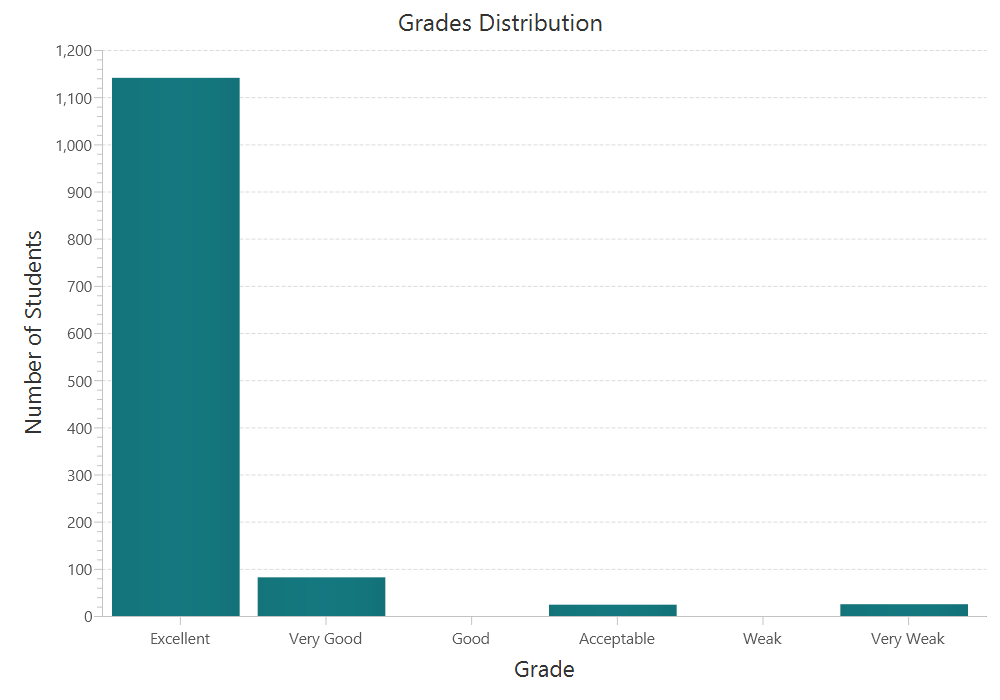 Grades Distribution
1,200
1,100
1,000
900
800
700
600
500
400
300
200
100
0
Number of Students
Excellent
Very Good
Good
Acceptable
Weak
Very Weak
Grade